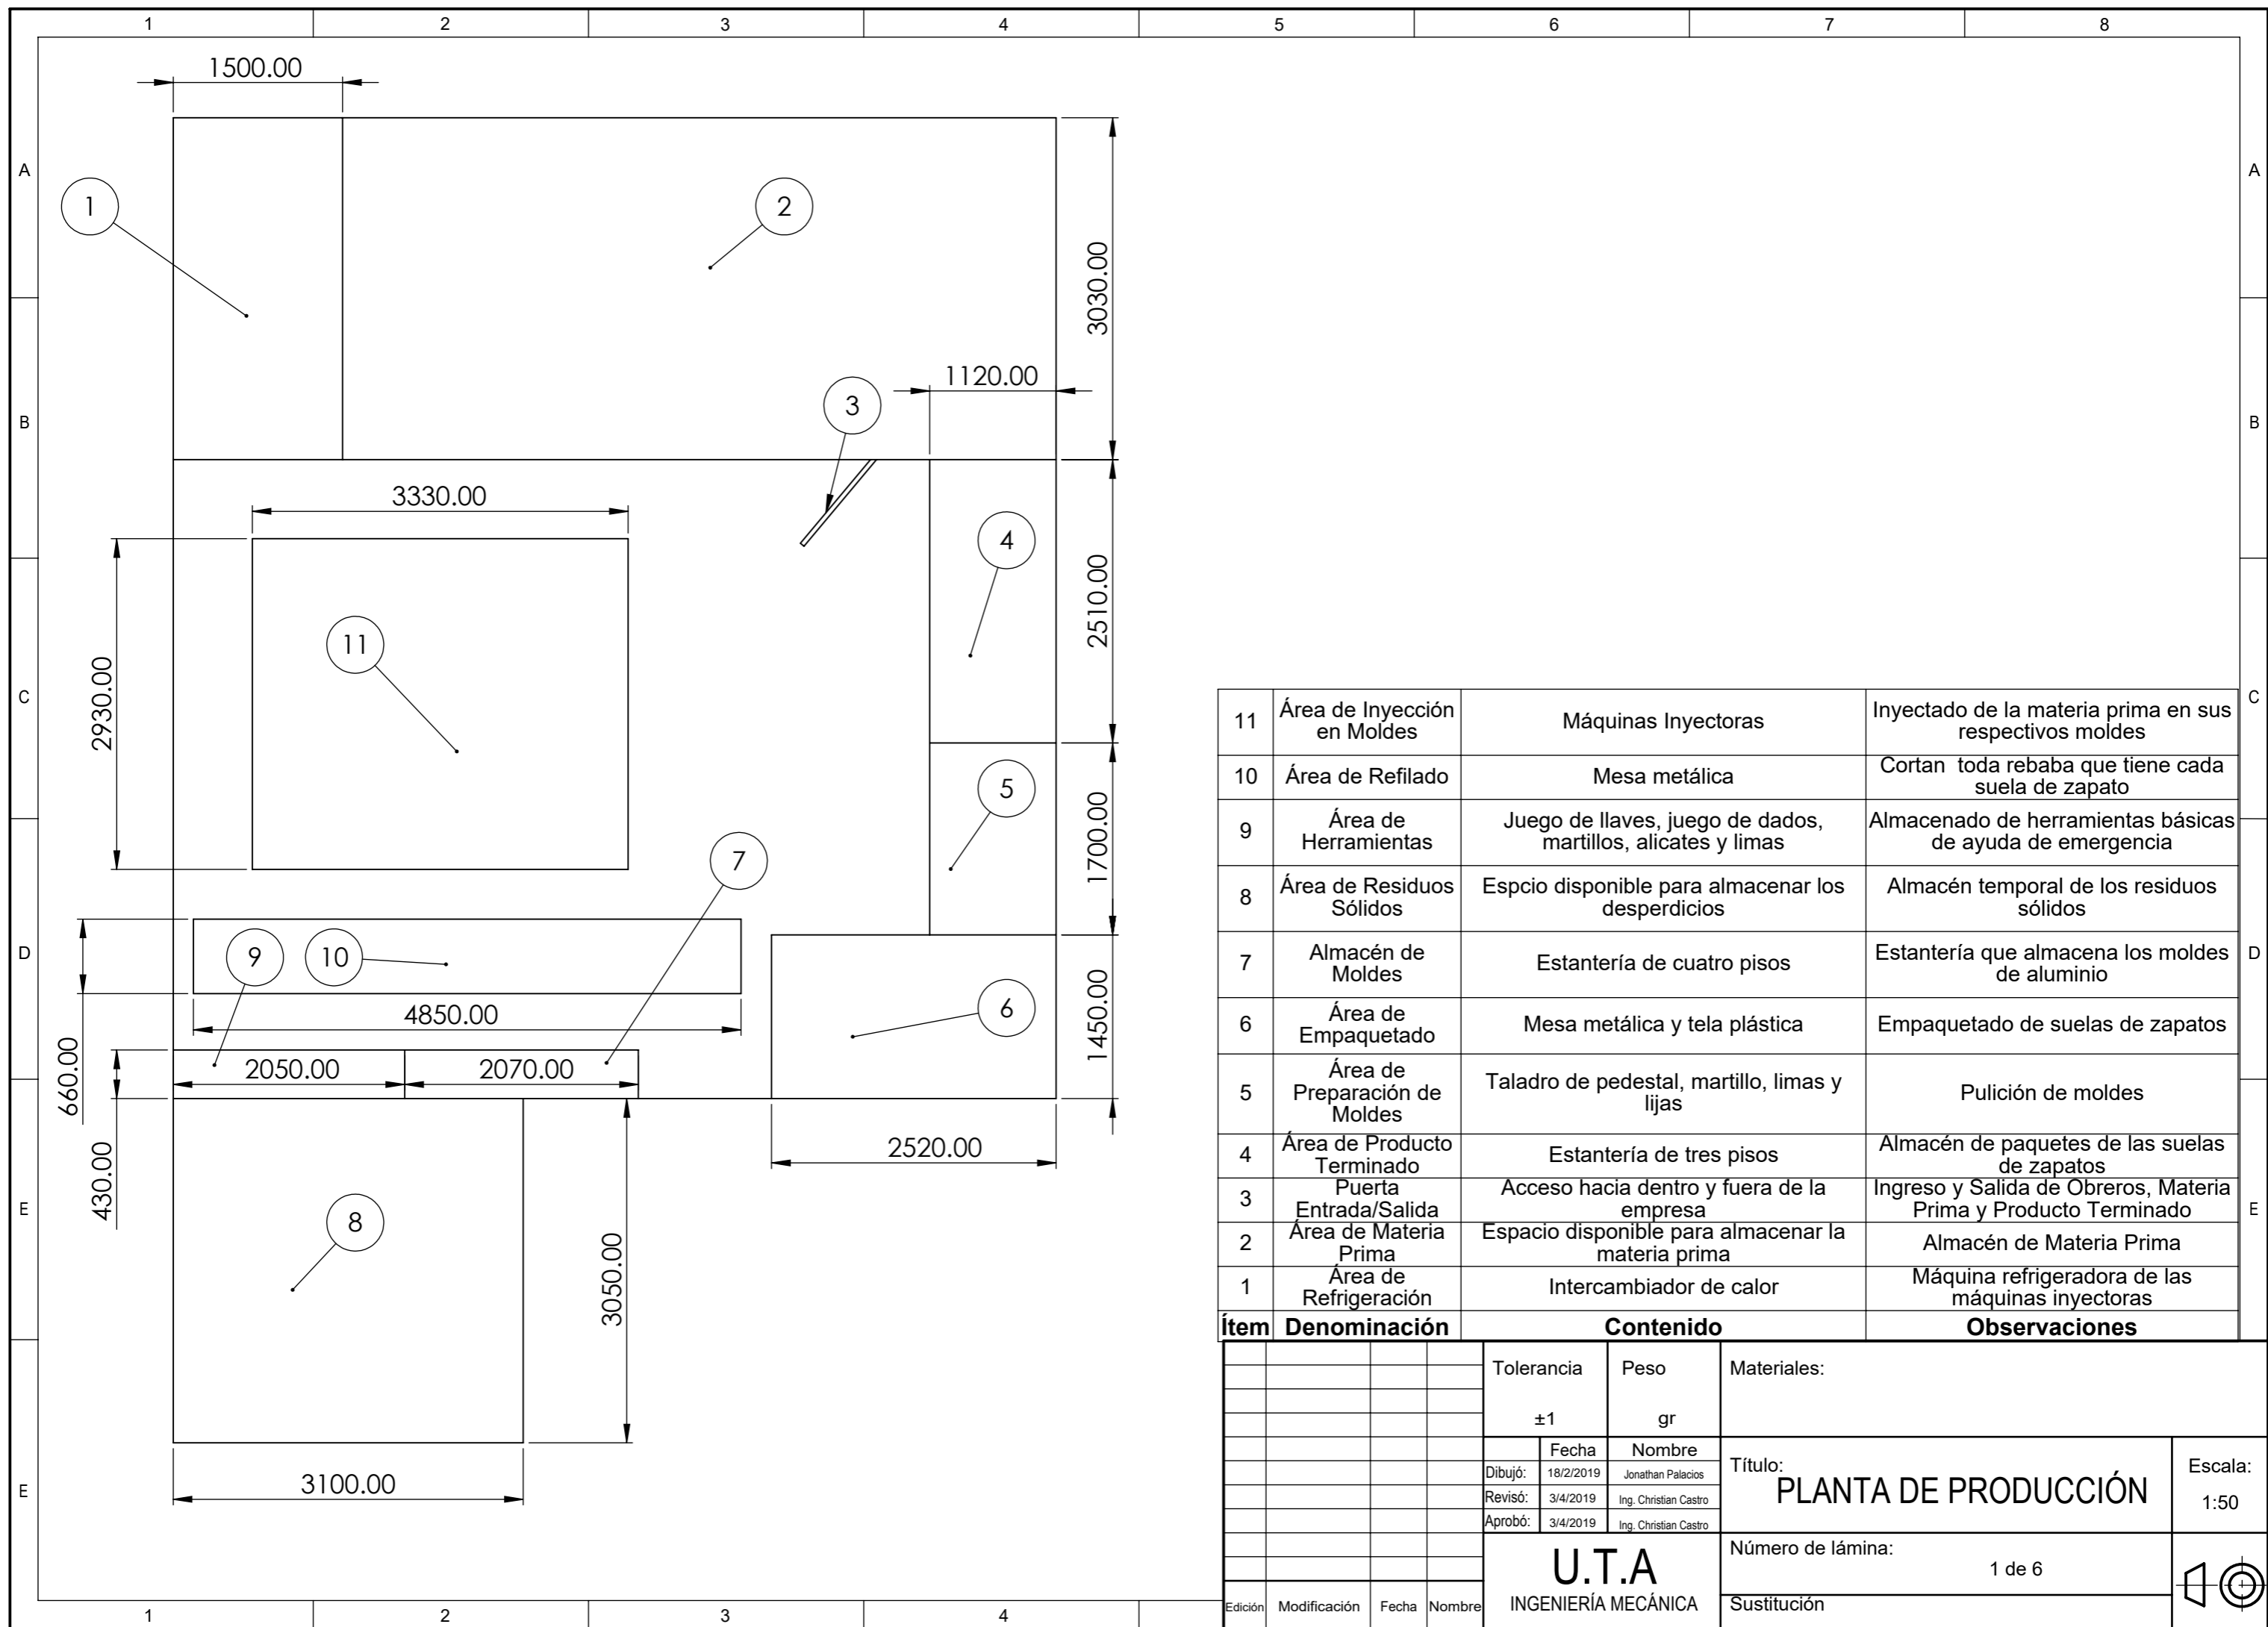 1 2 3 4 5 6 7 8
1500.00
A
A
1
2
3030.00
1120.00
3
B
B
3330.00
4
2510.00
11
2930.00
C
C
5
1700.00
7
D
D
9
10
6
4850.00
1450.00
660.00
2050.00
2070.00
430.00
2520.00
E
E
8
3050.00
3100.00
E
1 2 3 4
11
Área de Inyección
en Moldes
Máquinas Inyectoras
Inyectado de la materia prima en sus
respectivos moldes
10
Área de Refilado
Mesa metálica
Cortan toda rebaba que tiene cada
suela de zapato
9
Área de
Herramientas
Juego de llaves, juego de dados,
martillos, alicates y limas
Almacenado de herramientas básicas
de ayuda de emergencia
8
Área de Residuos
Sólidos
Espcio disponible para almacenar los
desperdicios
Almacén temporal de los residuos
sólidos
7
Almacén de
Moldes
Estantería de cuatro pisos
Estantería que almacena los moldes
de aluminio
6
Área de
Empaquetado
Mesa metálica y tela plástica
Empaquetado de suelas de zapatos
5
Área de
Preparación de
Moldes
Taladro de pedestal, martillo, limas y
lijas
Pulición de moldes
4
Área de Producto
Terminado
Estantería de tres pisos
Almacén de paquetes de las suelas
de zapatos
3
Puerta
Entrada/Salida
Acceso hacia dentro y fuera de la
empresa
Ingreso y Salida de Obreros, Materia
Prima y Producto Terminado
2
Área de Materia
Prima
Espacio disponible para almacenar la
materia prima
Almacén de Materia Prima
1
Área de
Refrigeración
Intercambiador de calor
Máquina refrigeradora de las
máquinas inyectoras
Ítem Denominación Contenido Observaciones
Tolerancia
±1
Peso
gr
Materiales:
Fecha Nombre
Dibujó: 18/2/2019 Jonathan Palacios
Revisó: 3/4/2019 Ing. Christian Castro
Aprobó: 3/4/2019 Ing. Christian Castro
Título:
PLANTA DE PRODUCCIÓN
Escala:
1:50
U.T.A
INGENIERÍA MECÁNICA
Número de lámina:
1 de 6
Sustitución
Edición Modificación Fecha Nombre